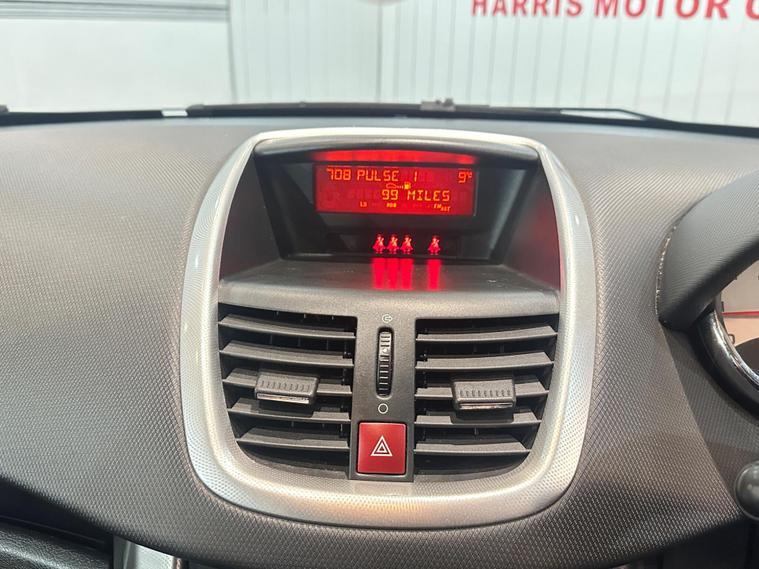 HARRIS MOTOR C
708 PULSE 1 9°
99 MILES